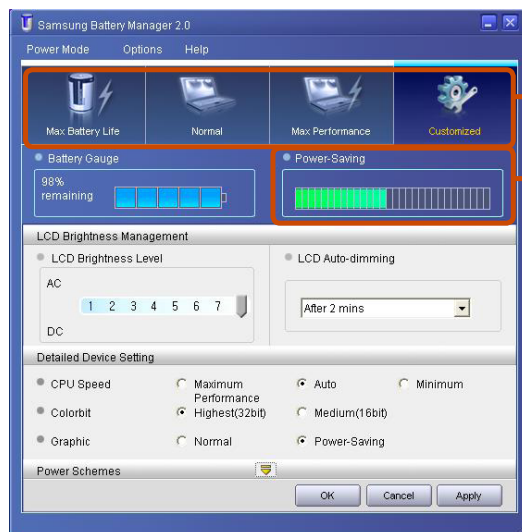 Samsung Battery Manager 2.0
Power Mode Options Help
Max Battery Life Normal Max Performance Customized
Battery Gauge
98%
remaining
Power-Saving
LCD Brightness Management
LCD Brightness Level
AC
1 2 3 4 5 6 7
DC
LCD Auto-dimming
After 2 mins
Detailed Device Setting
CPU Speed Maximum Performance Auto Minimum
Colorbit Highest(32bit) Medium(16bit)
Graphic Normal Power-Saving
Power Schemes
OK Cancel Apply